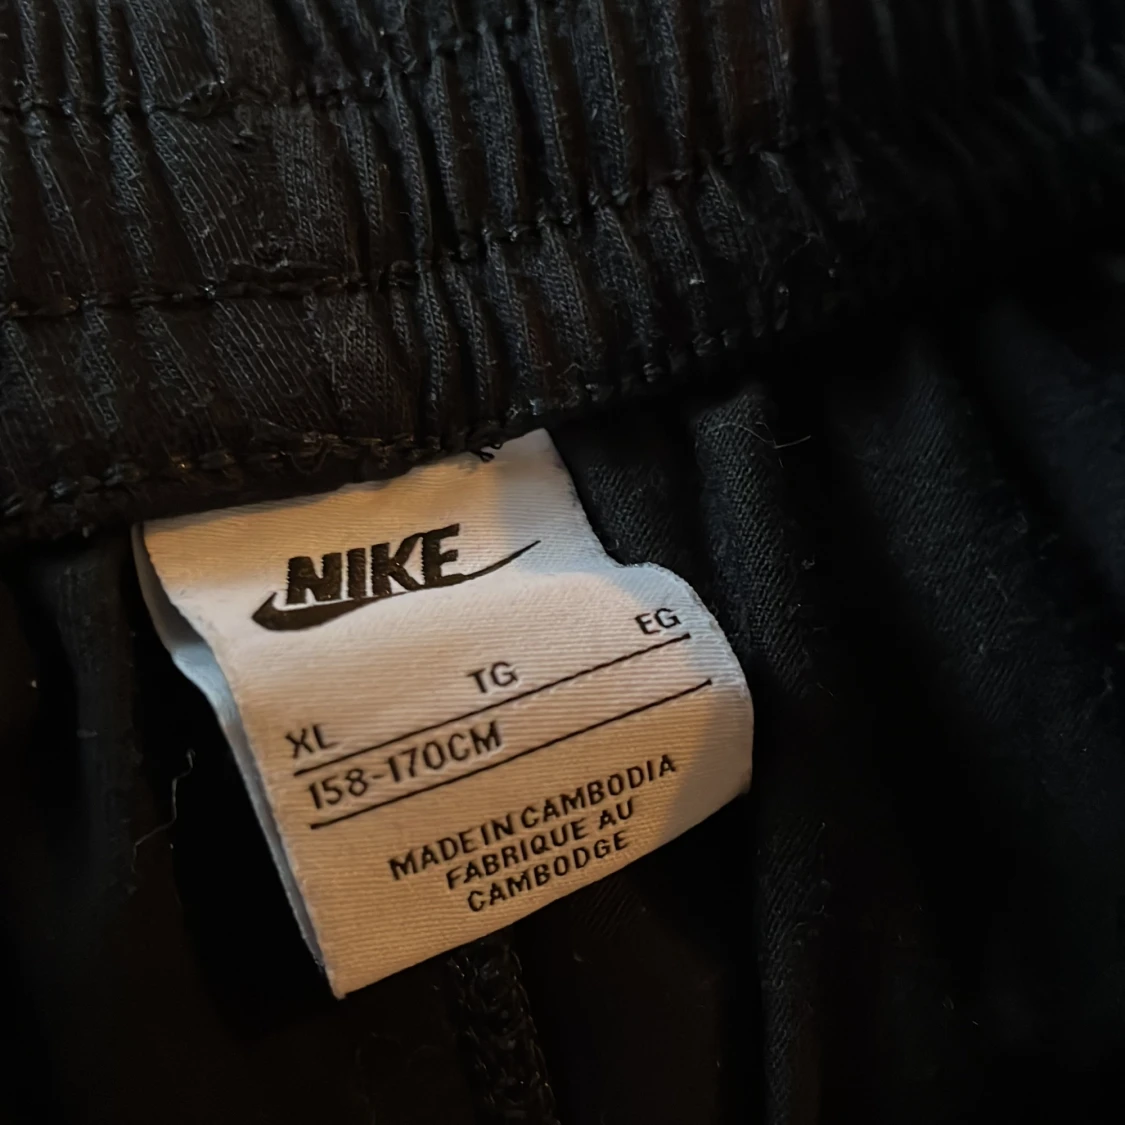 NIKE
XL TG EG
158-170CM
MADE IN CAMBODIA
FABRIQUE AU
CAMBODGE